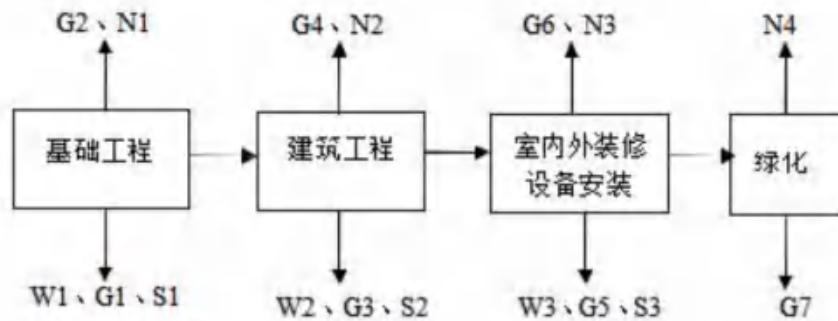 G2、N1
G4、N2
G6、N3
N4
基础工程
建筑工程
室内外装修
设备安装
绿化
W1、G1、S1
W2、G3、S2
W3、G5、S3
G7